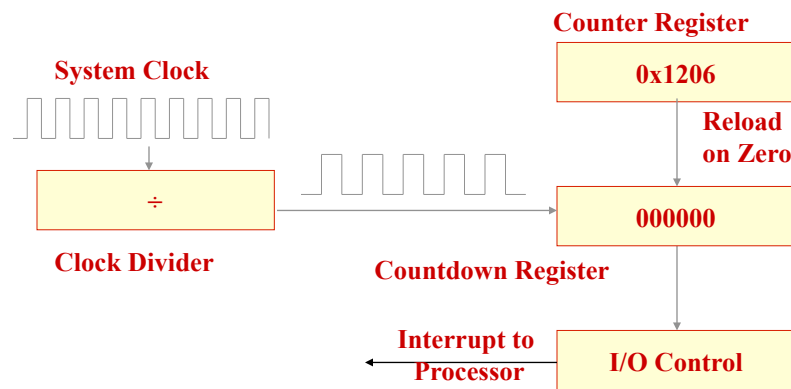 Counter Register
System Clock
0x1206
Reload
on Zero
÷
000000
Clock Divider
Countdown Register
Interrupt to
Processor
I/O Control